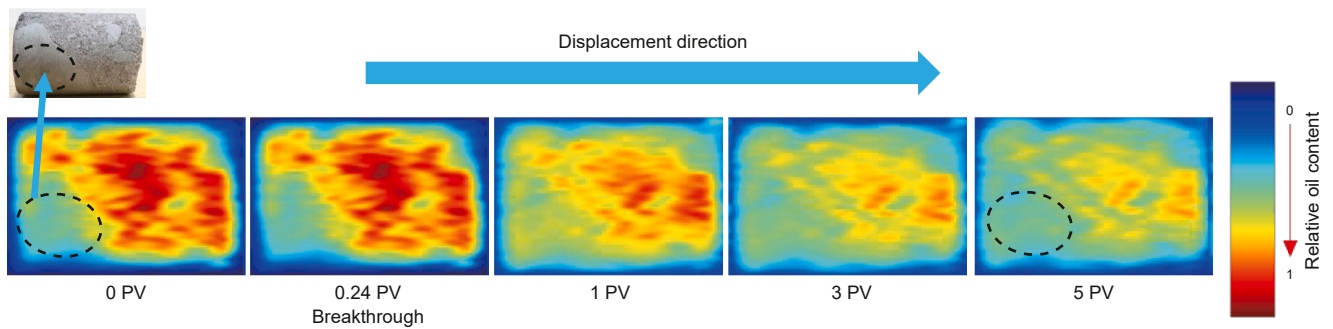 Displacement direction
0
Relative oil content
1
0 PV
0.24 PV
Breakthrough
1 PV
3 PV
5 PV